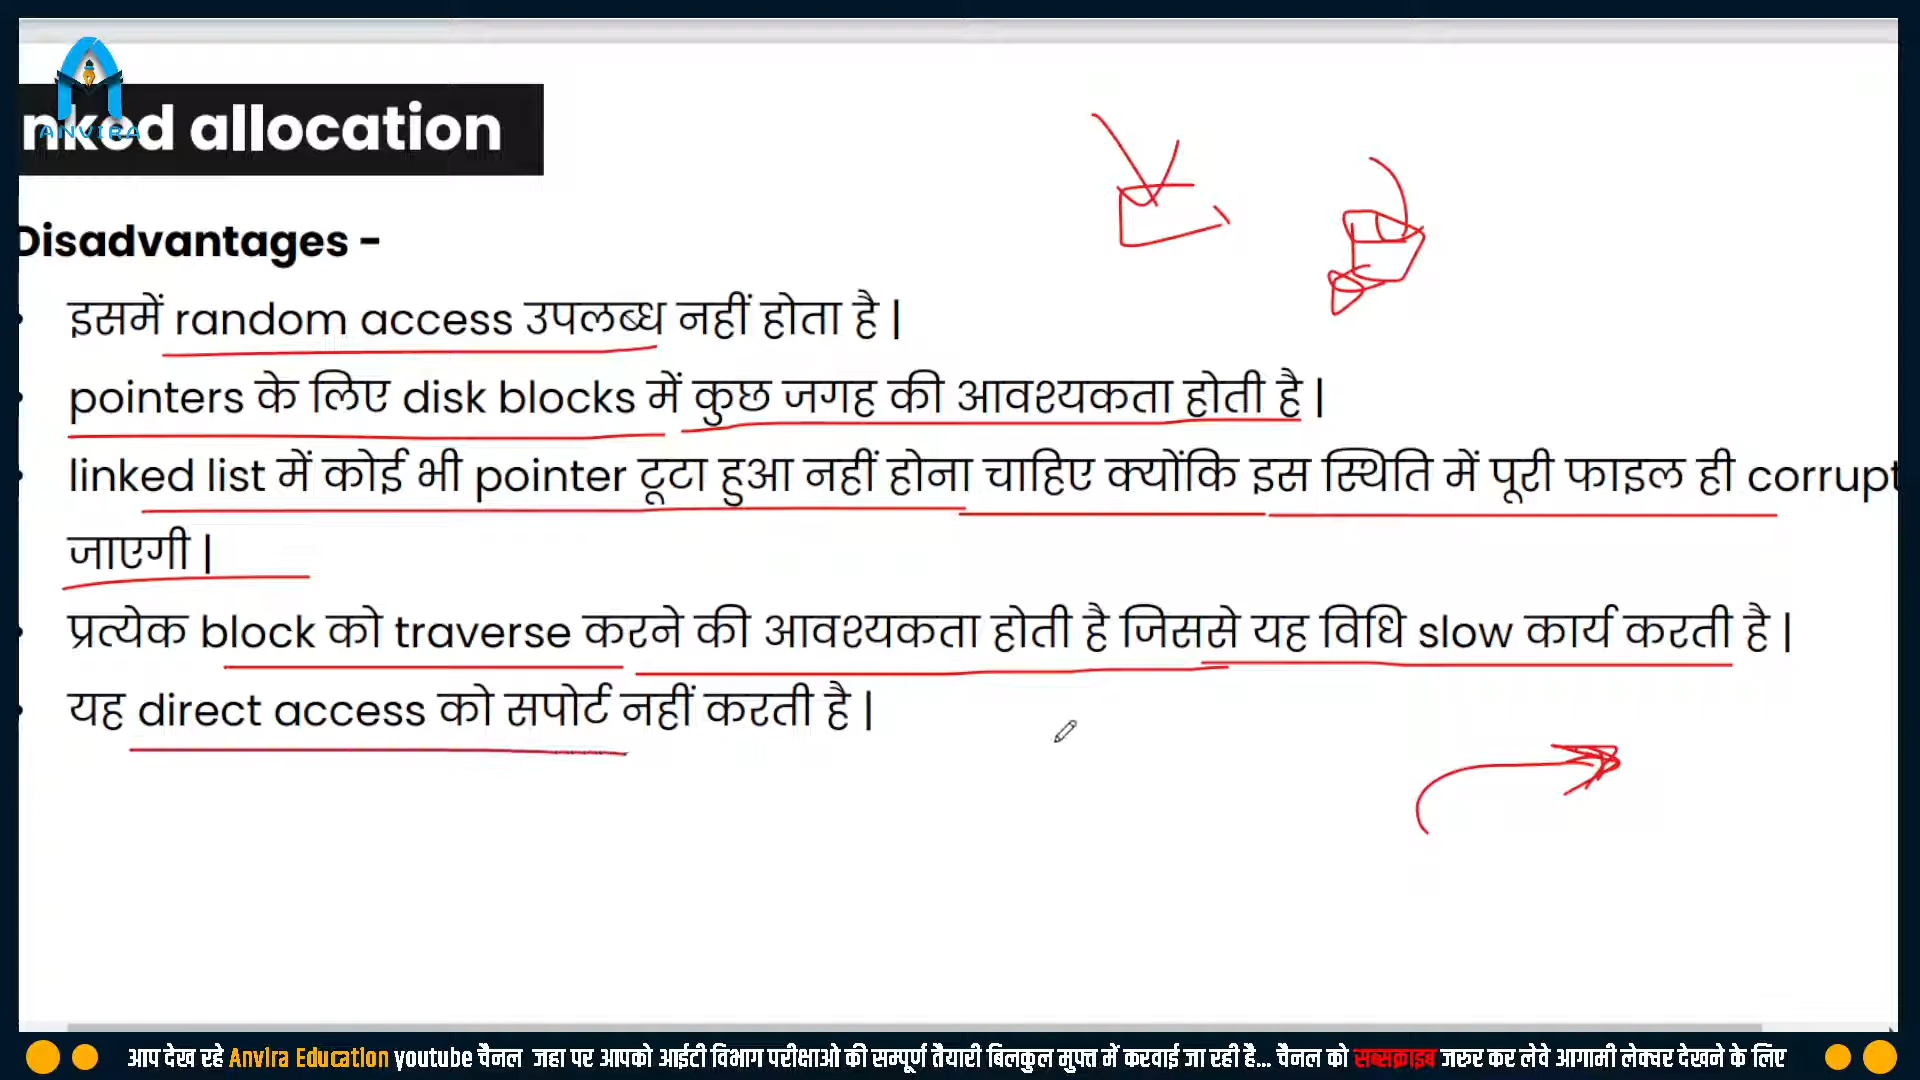 ANVIRA
nked allocation
Disadvantages -
इसमें random access उपलब्ध नहीं होता है |
pointers के लिए disk blocks में कुछ जगह की आवश्यकता होती है |
linked list में कोई भी pointer टूटा हुआ नहीं होना चाहिए क्योंकि इस स्थिति में पूरी फाइल ही corrupt
जाएगी |
प्रत्येक block को traverse करने की आवश्यकता होती है जिससे यह विधि slow कार्य करती है |
यह direct access को सपोर्ट नहीं करती है |
आप देख रहे Anvira Education youtube चैनल जहा पर आपको आईटी विभाग परीक्षाओ की सम्पूर्ण तैयारी बिलकुल मुफ्त में करवाई जा रही है... चैनल को सब्सक्राइब जरुर कर लेवे आगामी लेक्चर देखने के लिए